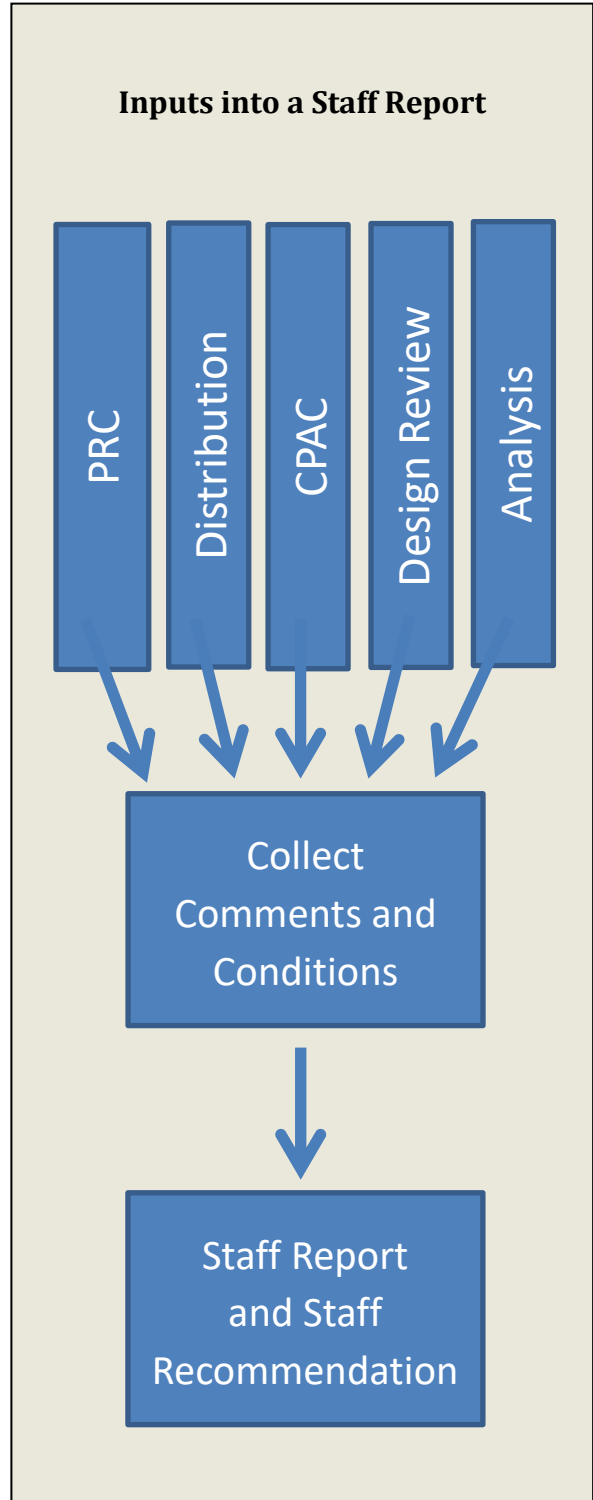 Inputs into a Staff Report
PRC
Distribution
CPAC
Design Review
Analysis
Collect
Comments and
Conditions
Staff Report
and Staff
Recommendation